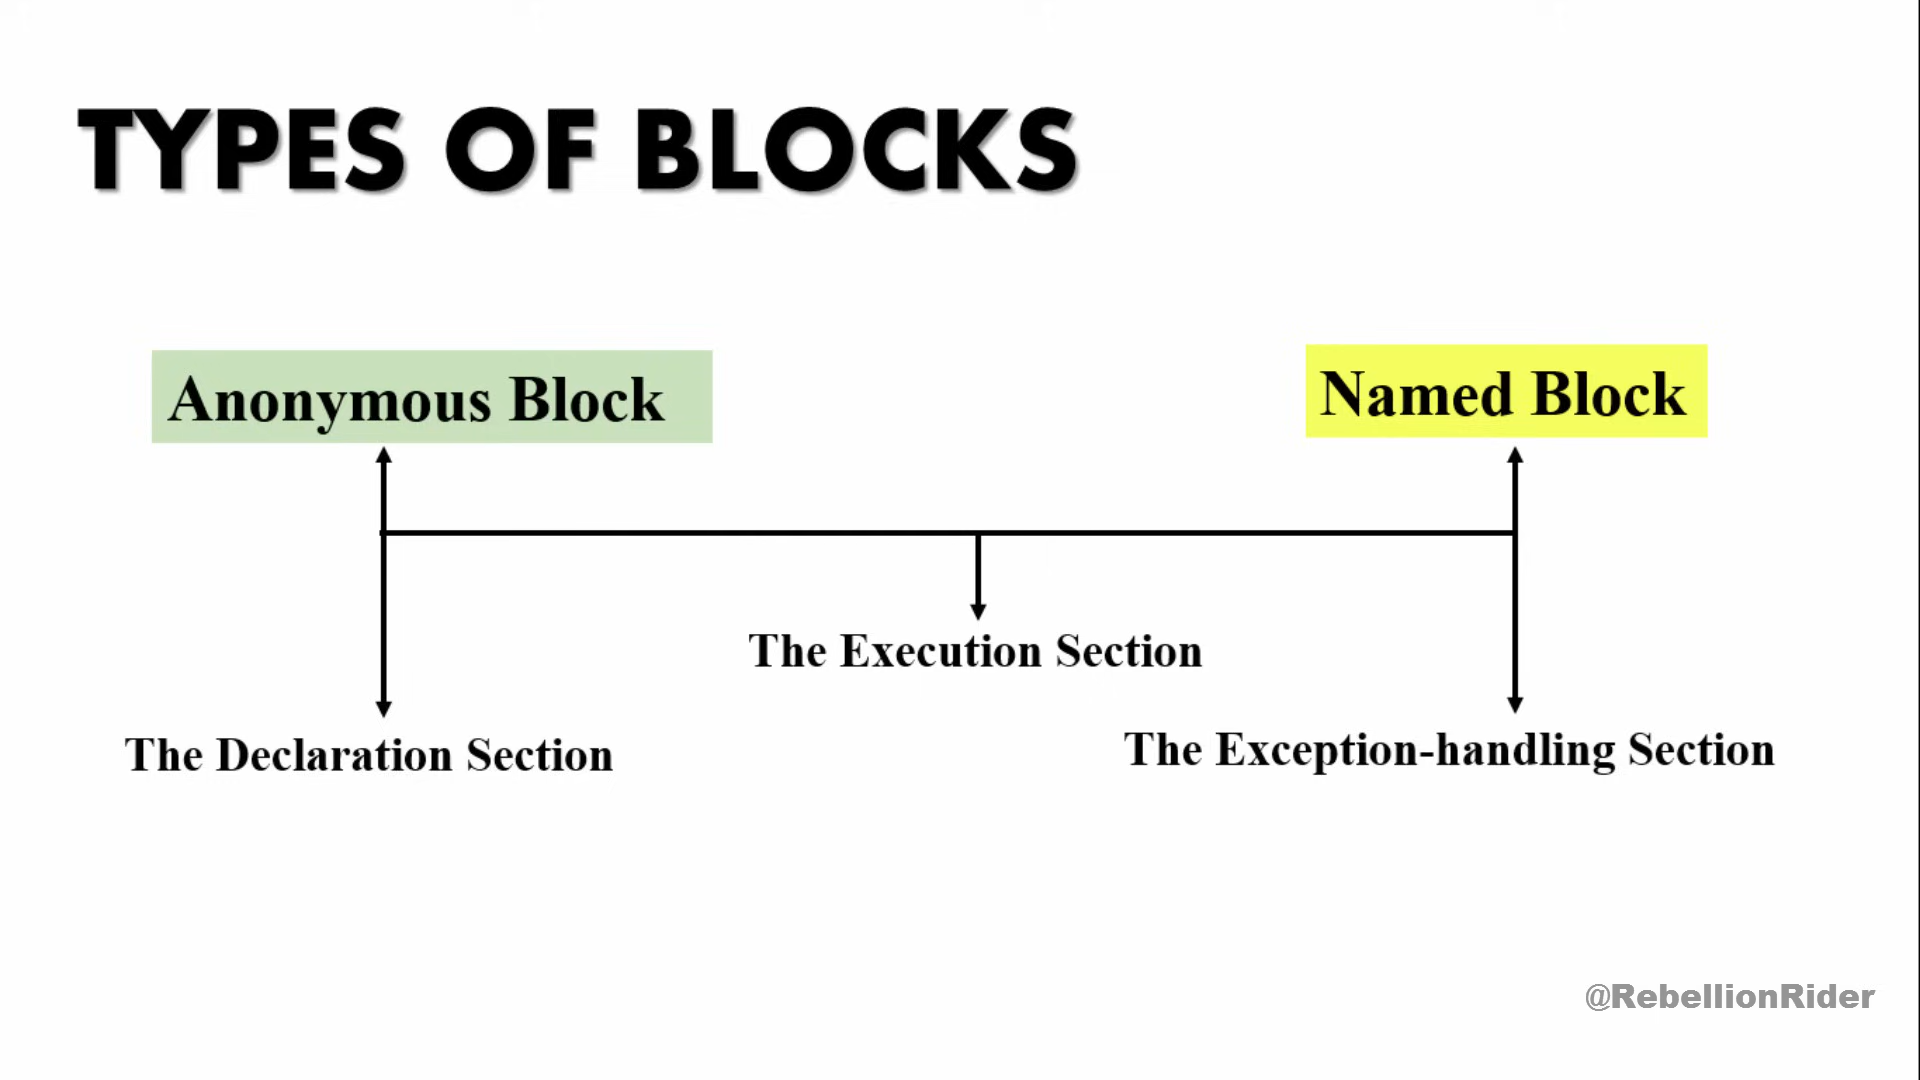 TYPES OF BLOCKS
Anonymous Block
Named Block
The Execution Section
The Declaration Section
The Exception-handling Section
@RebellionRider